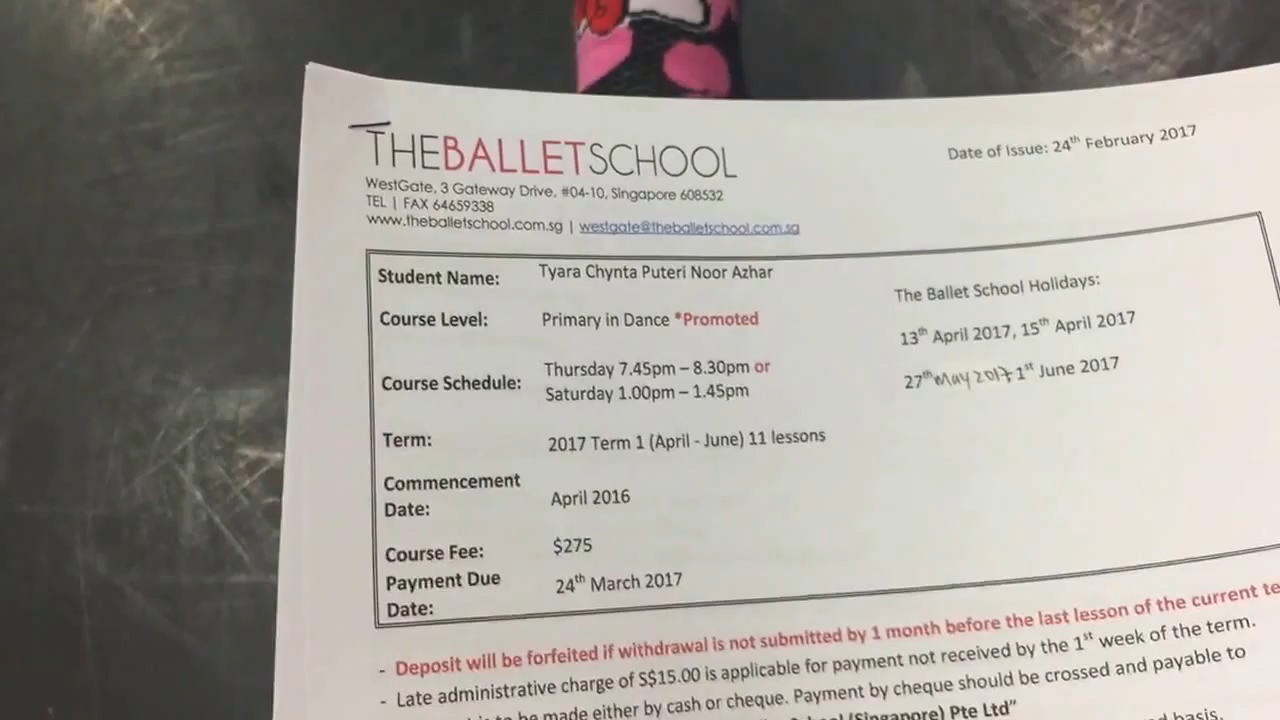 THEBALLETSCHOOL
Date of Issue: 24th February 2017
WestGate, 3 Gateway Drive, #04-10, Singapore 608532
TEL | FAX 64659338
www.theballetschool.com.sg | westgate@theballetschool.com.sg
Student Name: Tyara Chynta Puteri Noor Azhar
The Ballet School Holidays:
Course Level: Primary in Dance *Promoted
13th April 2017, 15th April 2017
Course Schedule: Thursday 7.45pm – 8.30pm or
Saturday 1.00pm – 1.45pm
27th May 2017 1st June 2017
Term: 2017 Term 1 (April - June) 11 lessons
Commencement
Date: April 2016
Course Fee: $275
Payment Due
Date: 24th March 2017
- Deposit will be forfeited if withdrawal is not submitted by 1 month before the last lesson of the current te
- Late administrative charge of S$15.00 is applicable for payment not received by the 1st week of the term.
to be made either by cash or cheque. Payment by cheque should be crossed and payable to
(Singapore) Pte Ltd"
basis.